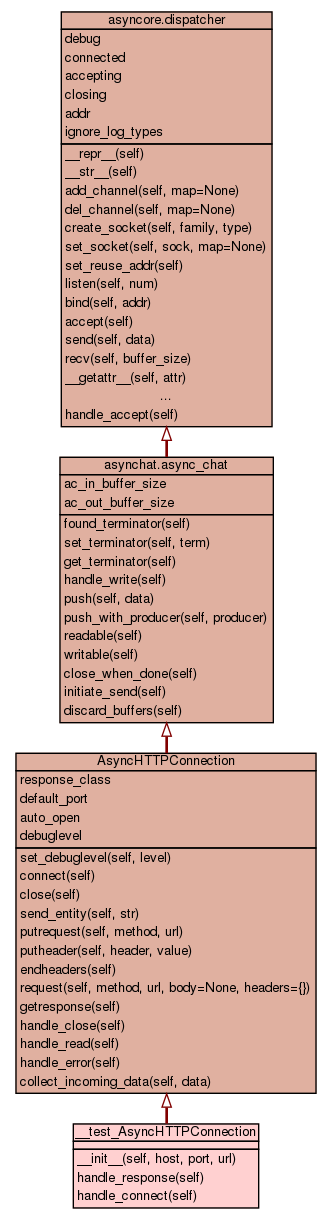 asyncore.dispatcher
debug
connected
accepting
closing
addr
ignore_log_types
__repr__(self)
__str__(self)
add_channel(self, map=None)
del_channel(self, map=None)
create_socket(self, family, type)
set_socket(self, sock, map=None)
set_reuse_addr(self)
listen(self, num)
bind(self, addr)
accept(self)
send(self, data)
recv(self, buffer_size)
__getattr__(self, attr)
...
handle_accept(self)
asynchat.async_chat
ac_in_buffer_size
ac_out_buffer_size
found_terminator(self)
set_terminator(self, term)
get_terminator(self)
handle_write(self)
push(self, data)
push_with_producer(self, producer)
readable(self)
writable(self)
close_when_done(self)
initiate_send(self)
discard_buffers(self)
AsyncHTTPConnection
response_class
default_port
auto_open
debuglevel
set_debuglevel(self, level)
connect(self)
close(self)
send_entity(self, str)
putrequest(self, method, url)
putheader(self, header, value)
endheaders(self)
request(self, method, url, body=None, headers={})
getresponse(self)
handle_close(self)
handle_read(self)
handle_error(self)
collect_incoming_data(self, data)
__test_AsyncHTTPConnection
__init__(self, host, port, url)
handle_response(self)
handle_connect(self)